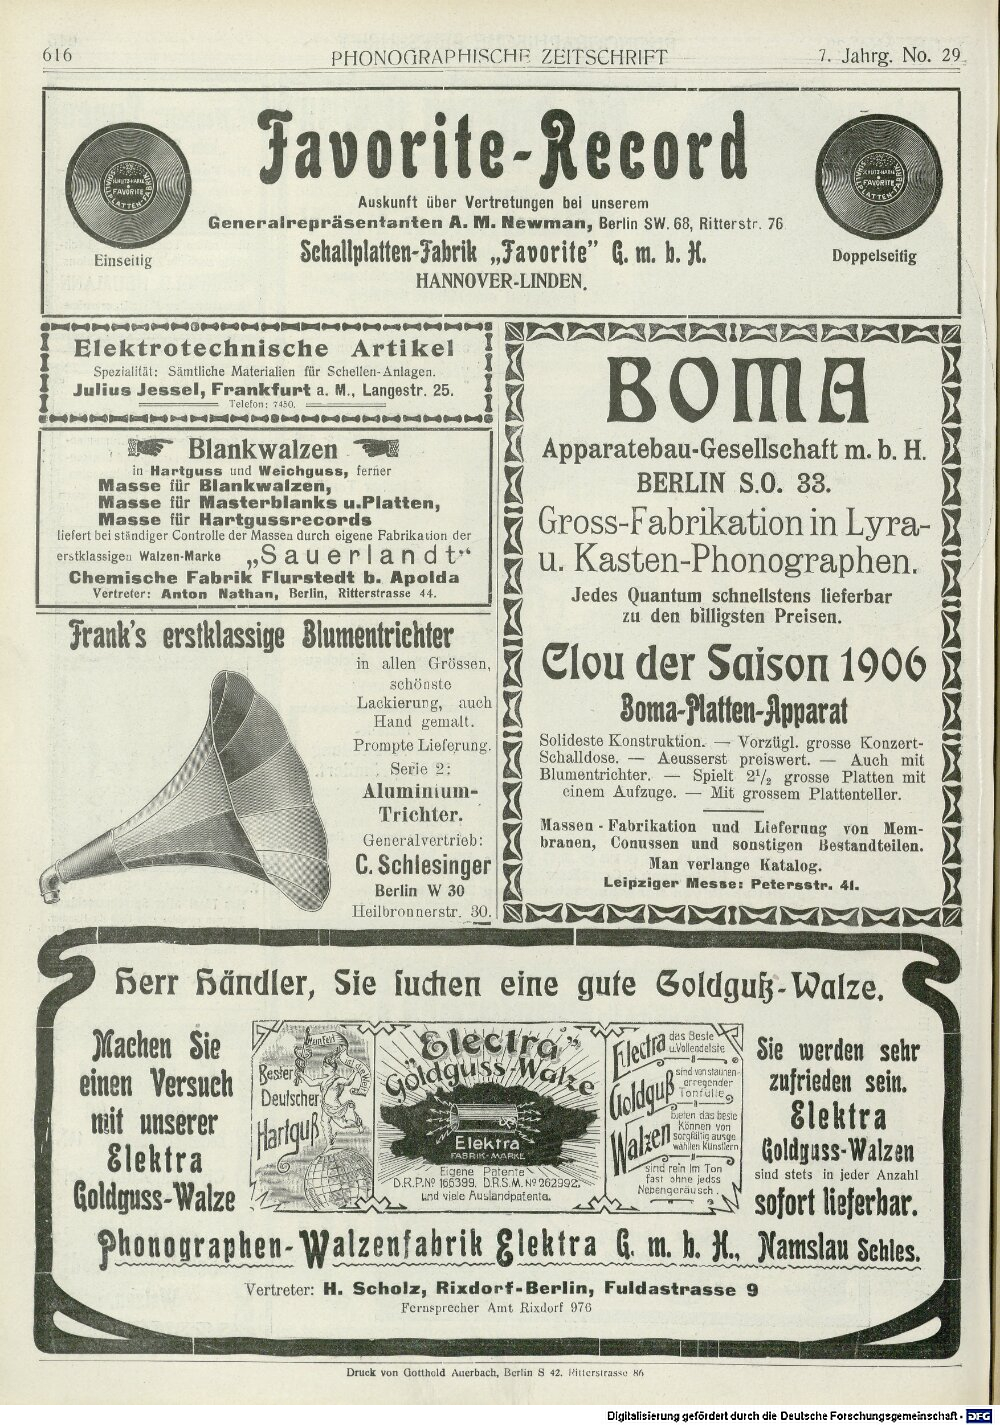 616
PHONOGRAPHISCHE ZEITSCHRIFT
7. Jahrg. No. 29
Favorite-Record
Auskunft über Vertretungen bei unserem
Generalrepräsentanten A. M. Newman, Berlin SW. 68, Ritterstr. 76
Schallplatten-Fabrik „Favorite” G. m. b. H.
HANNOVER-LINDEN.
FAVORITE
Einseitig
FAVORITE
Doppelseitig
Elektrotechnische Artikel
Spezialität: Sämtliche Materialien für Schellen-Anlagen.
Julius Jessel, Frankfurt a. M., Langestr. 25.
Telefon: 7450.
Blankwalzen
in Hartguss und Weichguss, ferner
Masse für Blankwalzen,
Masse für Masterblanks u.Platten,
Masse für Hartgussrecords
liefert bei ständiger Controlle der Massen durch eigene Fabrikation der
erstklassigen Walzen-Marke „Sauerlandt“
Chemische Fabrik Flurstedt b. Apolda
Vertreter: Anton Nathan, Berlin, Ritterstrasse 44.
Frank's erstklassige Blumentrichter
in allen Grössen,
schönste
Lackierung, auch
Hand gemalt.
Prompte Lieferung.
Serie 2:
Aluminium-
Trichter.
Generalvertrieb:
C. Schlesinger
Berlin W 30
Heilbronnerstr. 30.
BOMA
Apparatebau-Gesellschaft m. b. H.
BERLIN S.O. 33.
Gross-Fabrikation in Lyra-
u. Kasten-Phonographen.
Jedes Quantum schnellstens lieferbar
zu den billigsten Preisen.
Clou der Saison 1906
Boma-Platten-Apparat
Solideste Konstruktion. — Vorzügl. grosse Konzert-
Schalldose. — Aeusserst preiswert. — Auch mit
Blumentrichter. — Spielt 2½ grosse Platten mit
einem Aufzuge. — Mit grossem Plattenteller.
Massen-Fabrikation und Lieferung von Mem-
branen, Conussen und sonstigen Bestandteilen.
Man verlange Katalog.
Leipziger Messe: Petersstr. 41.
Herr Händler, Sie suchen eine gute Goldguß-Walze.
Machen Sie
einen Versuch
mit unserer
Elektra
Goldguss-Walze
Bester
Deutscher
Hartguß
„Electra”
Goldguss-Walze
Elektra
FABRIK-MARKE
Eigene Patente
D.R.P.No 166399. D.R.S.M. No 262992.
und viele Auslandpatente.
Electra das Beste
u.Vollendetste
Goldguß sind von staunen-
erregender
Tonfülle
Walzen bieten das beste
Können von
sorgfältig ausge
wählten Künstlern
sind rein im Ton
fast ohne jedss
Nebengeräusch.
Sie werden sehr
zufrieden sein.
Elektra
Goldguss-Walzen
sind stets in jeder Anzahl
sofort lieferbar.
Phonographen-Walzenfabrik Elektra G. m. b. H., Namslau Schles.
Vertreter: H. Scholz, Rixdorf-Berlin, Fuldastrasse 9
Fernsprecher Amt Rixdorf 976
Druck von Gotthold Auerbach, Berlin S 42, Ritterstrasse 86
Digitalisierung gefördert durch die Deutsche Forschungsgemeinschaft - DFG